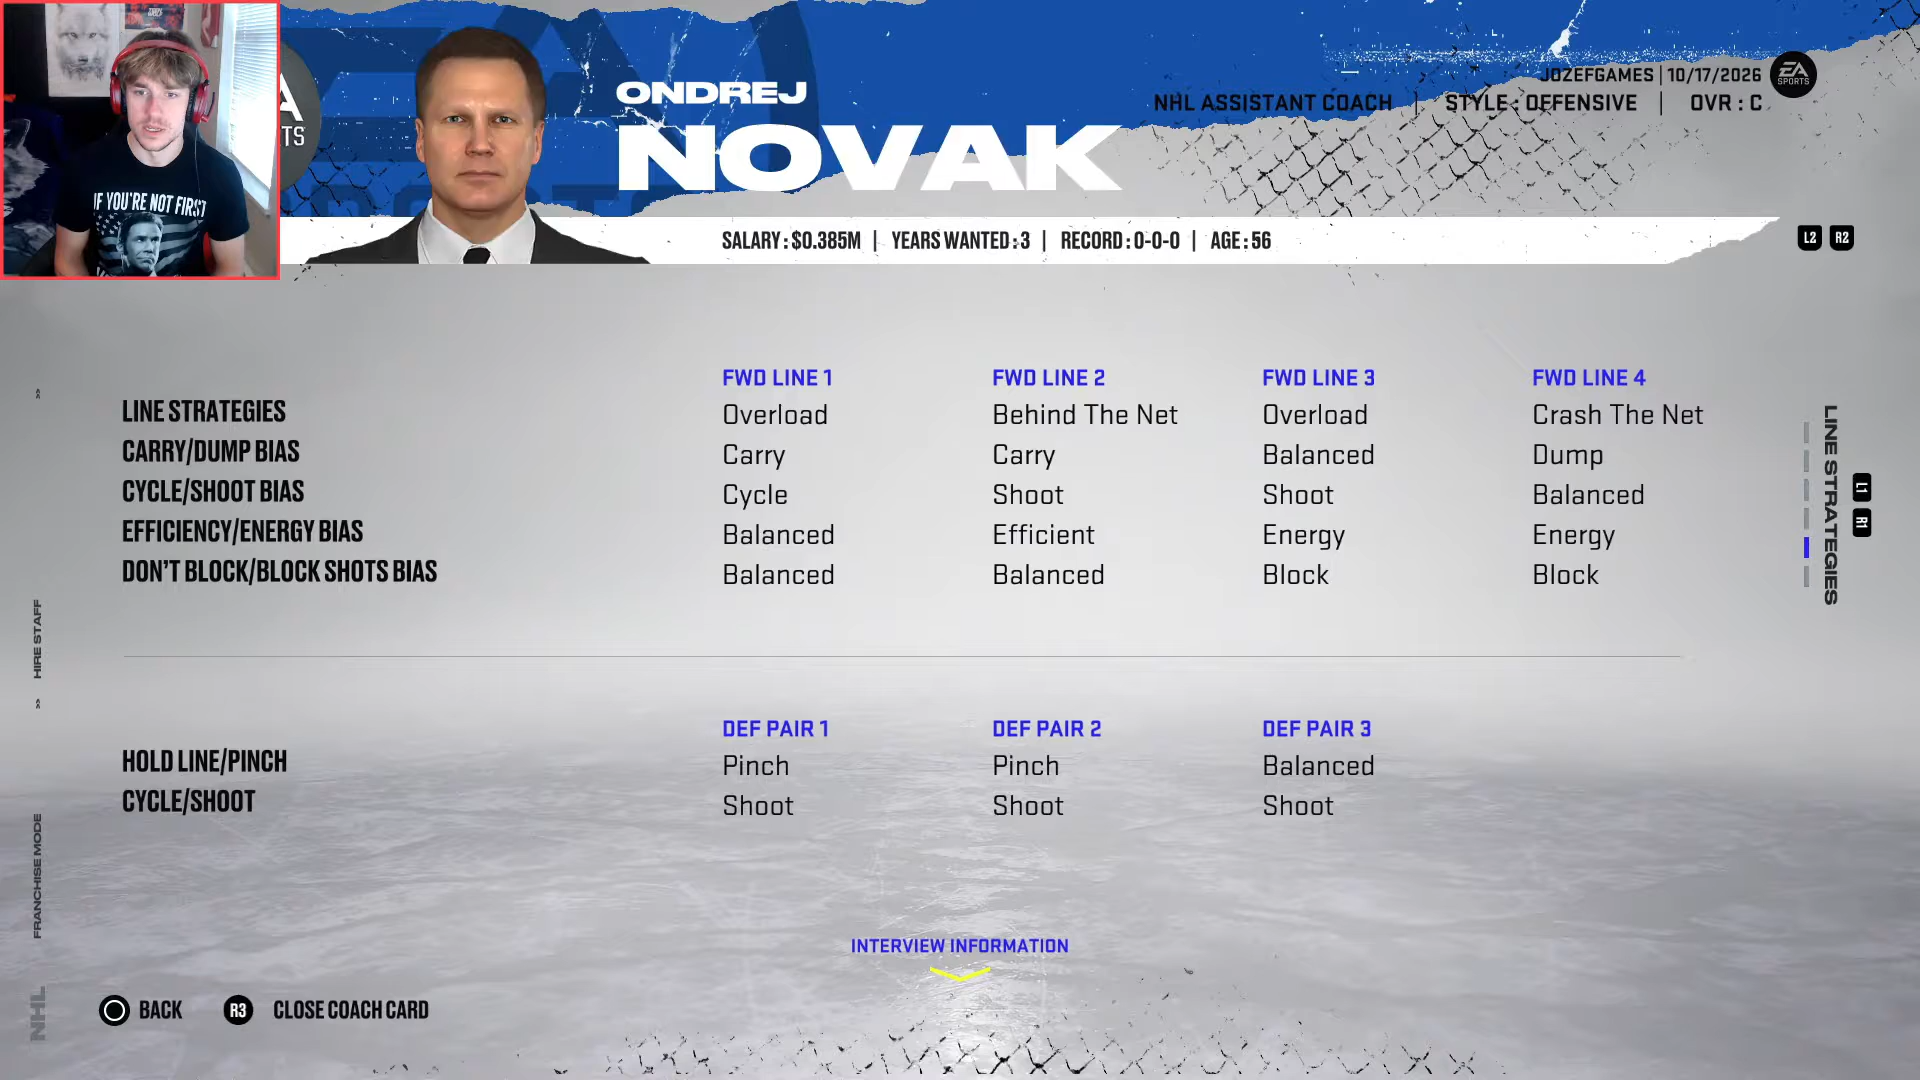 IF YOU'RE NOT FIRST
ONDREJ
NOVAK
JOZEFGAMES | 10/17/2026
EA SPORTS
NHL ASSISTANT COACH | STYLE : OFFENSIVE | OVR : C
SALARY : $0.385M | YEARS WANTED : 3 | RECORD : 0-0-0 | AGE : 56
L2 R2
FWD LINE 1 FWD LINE 2 FWD LINE 3 FWD LINE 4
LINE STRATEGIES Overload Behind The Net Overload Crash The Net
CARRY/DUMP BIAS Carry Carry Balanced Dump
CYCLE/SHOOT BIAS Cycle Shoot Shoot Balanced
EFFICIENCY/ENERGY BIAS Balanced Efficient Energy Energy
DON'T BLOCK/BLOCK SHOTS BIAS Balanced Balanced Block Block
LINE STRATEGIES
L1 R1
DEF PAIR 1 DEF PAIR 2 DEF PAIR 3
HOLD LINE/PINCH Pinch Pinch Balanced
CYCLE/SHOOT Shoot Shoot Shoot
INTERVIEW INFORMATION
BACK R3 CLOSE COACH CARD
NHL FRANCHISE MODE >> HIRE STAFF >>